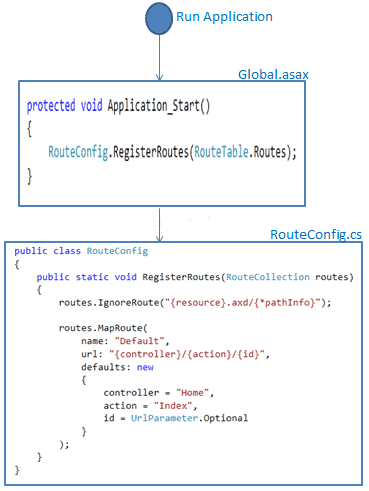 Run Application
Global.asax
protected void Application_Start()
{
    RouteConfig.RegisterRoutes(RouteTable.Routes);
}
RouteConfig.cs
public class RouteConfig
{
    public static void RegisterRoutes(RouteCollection routes)
    {
        routes.IgnoreRoute("{resource}.axd/{*pathInfo}");
        routes.MapRoute(
            name: "Default",
            url: "{controller}/{action}/{id}",
            defaults: new
            {
                controller = "Home",
                action = "Index",
                id = UrlParameter.Optional
            }
        );
    }
}